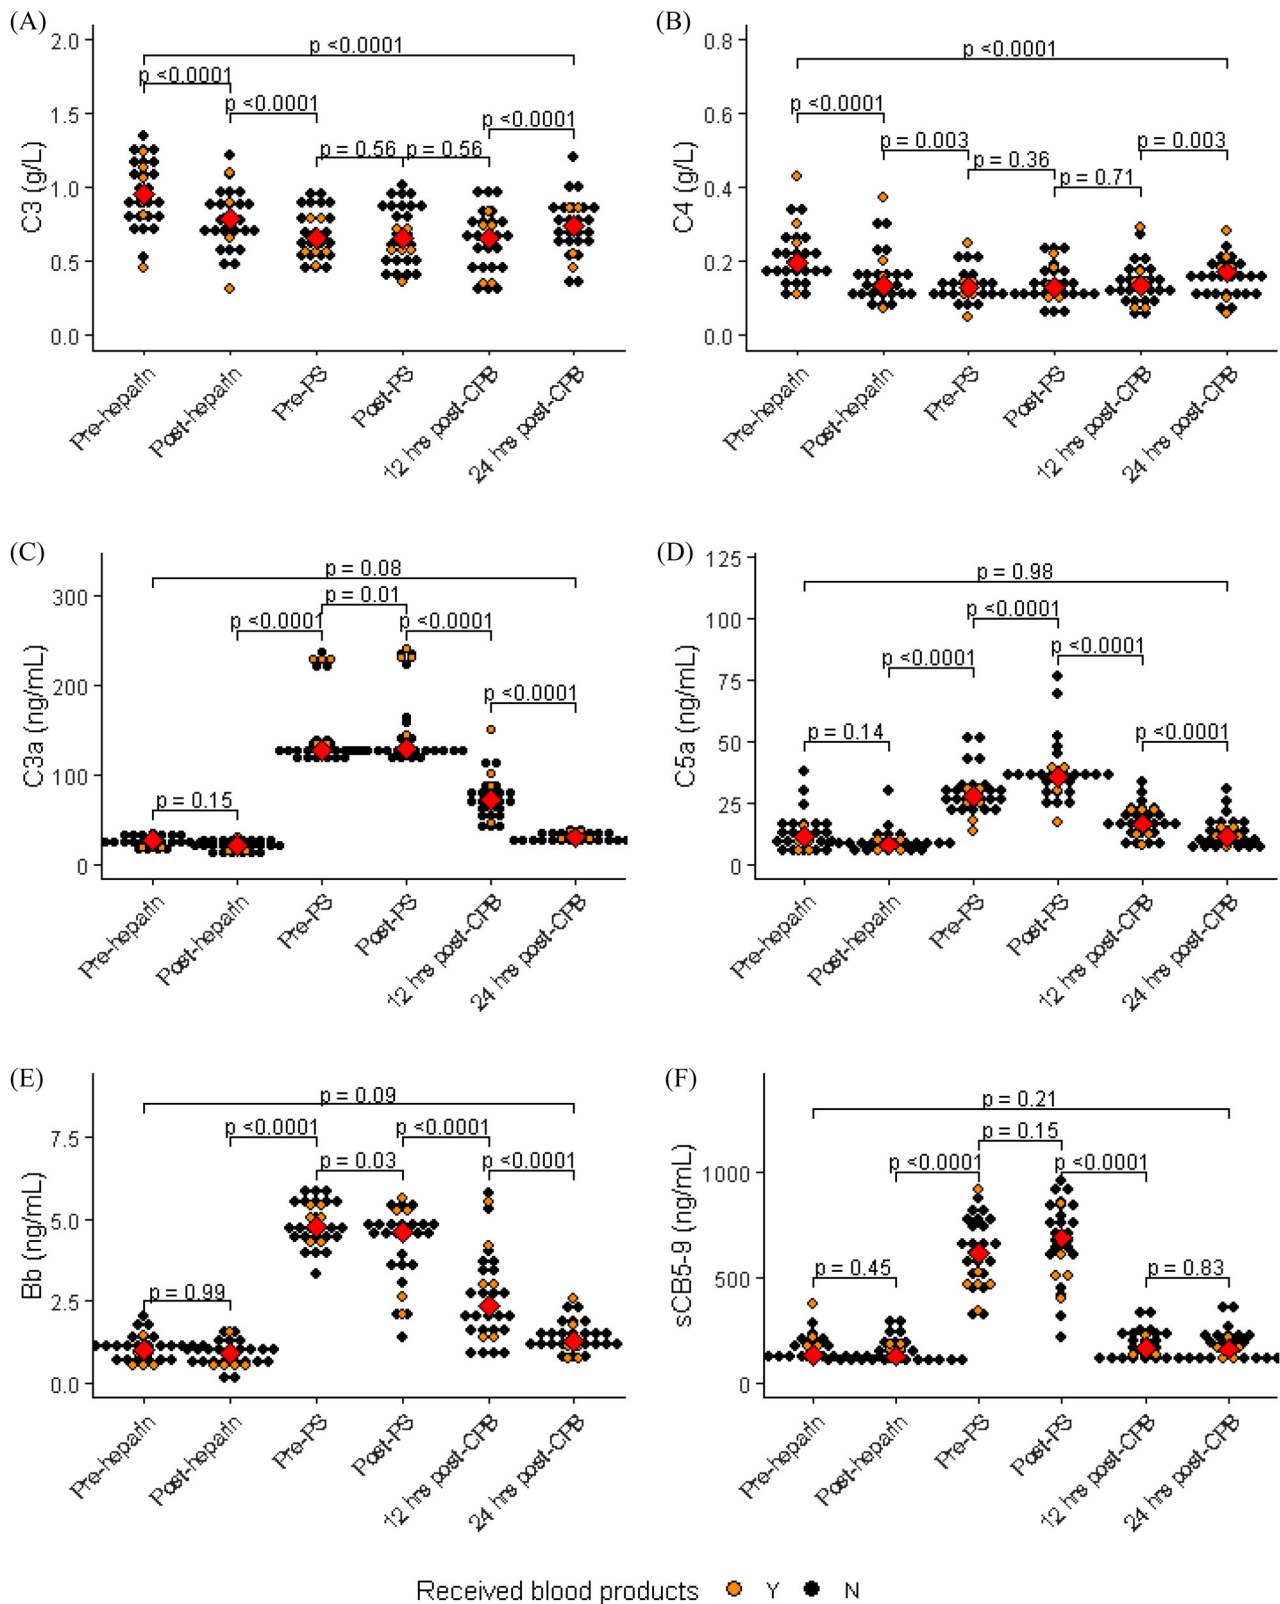 (A)
C3 (g/L)
2.0
1.5
1.0
0.5
0.0
p <0.0001
p <0.0001
p <0.0001
p = 0.56
p = 0.56
p <0.0001
Pre-heparin
Post-heparin
Pre-PS
Post-PS
12 hrs post-CPB
24 hrs post-CPB
(B)
C4 (g/L)
0.8
0.6
0.4
0.2
0.0
p <0.0001
p <0.0001
p = 0.003
p = 0.36
p = 0.71
p = 0.003
Pre-heparin
Post-heparin
Pre-PS
Post-PS
12 hrs post-CPB
24 hrs post-CPB
(C)
C3a (ng/mL)
300
200
100
0
p = 0.08
p = 0.01
p <0.0001
p <0.0001
p <0.0001
p = 0.15
Pre-heparin
Post-heparin
Pre-PS
Post-PS
12 hrs post-CPB
24 hrs post-CPB
(D)
C5a (ng/mL)
125
100
75
50
25
0
p = 0.98
p <0.0001
p <0.0001
p <0.0001
p = 0.14
p <0.0001
Pre-heparin
Post-heparin
Pre-PS
Post-PS
12 hrs post-CPB
24 hrs post-CPB
(E)
Bb (ng/mL)
7.5
5.0
2.5
0.0
p = 0.09
p <0.0001
p <0.0001
p = 0.03
p <0.0001
p = 0.99
Pre-heparin
Post-heparin
Pre-PS
Post-PS
12 hrs post-CPB
24 hrs post-CPB
(F)
sCB5-9 (ng/mL)
1000
500
0
p = 0.21
p = 0.15
p <0.0001
p <0.0001
p = 0.45
p = 0.83
Pre-heparin
Post-heparin
Pre-PS
Post-PS
12 hrs post-CPB
24 hrs post-CPB
Received blood products Y N